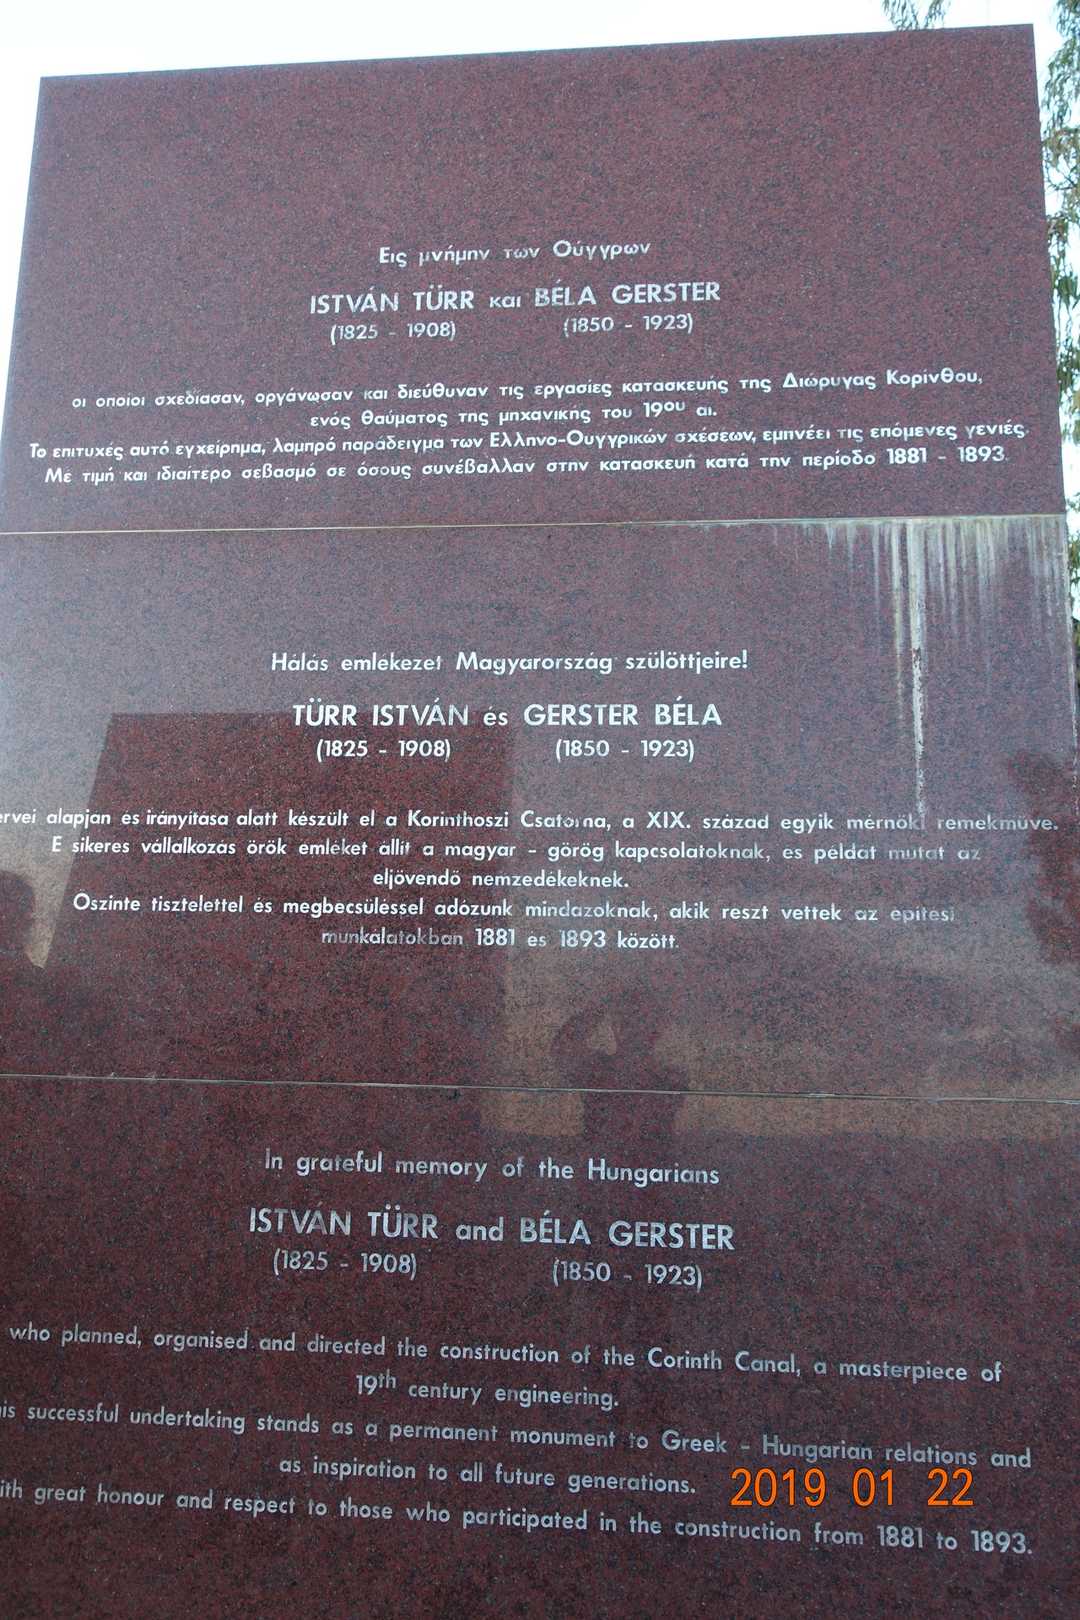 Εις μνήμην των Ούγγρων
ISTVÁN TÜRR και BÉLA GERSTER
(1825 - 1908) (1850 - 1923)
οι οποίοι σχεδίασαν, οργάνωσαν και διεύθυναν τις εργασίες κατασκευής της Διώρυγας Κορίνθου,
ενός θαύματος της μηχανικής του 19ου αι.
Το επιτυχές αυτό εγχείρημα, λαμπρό παράδειγμα των Ελληνο-Ουγγρικών σχέσεων, εμπνέει τις επόμενες γενιές.
Με τιμή και ιδιαίτερο σεβασμό σε όσους συνέβαλλαν στην κατασκευή κατά την περίοδο 1881 - 1893.
Hálás emlékezet Magyarország szülöttjeire!
TÜRR ISTVÁN és GERSTER BÉLA
(1825 - 1908) (1850 - 1923)
ervei alapján és irányítása alatt készült el a Korinthoszi Csatorna, a XIX. század egyik mérnöki remekműve.
E sikeres vállalkozás örök emléket állít a magyar - görög kapcsolatoknak, és példát mutat az
eljövendő nemzedékeknek.
Őszinte tisztelettel és megbecsüléssel adózunk mindazoknak, akik részt vettek az építési
munkálatokban 1881 és 1893 között.
In grateful memory of the Hungarians
ISTVÁN TÜRR and BÉLA GERSTER
(1825 - 1908) (1850 - 1923)
who planned, organised and directed the construction of the Corinth Canal, a masterpiece of
19th century engineering.
his successful undertaking stands as a permanent monument to Greek - Hungarian relations and
as inspiration to all future generations.
ith great honour and respect to those who participated in the construction from 1881 to 1893.
2019 01 22